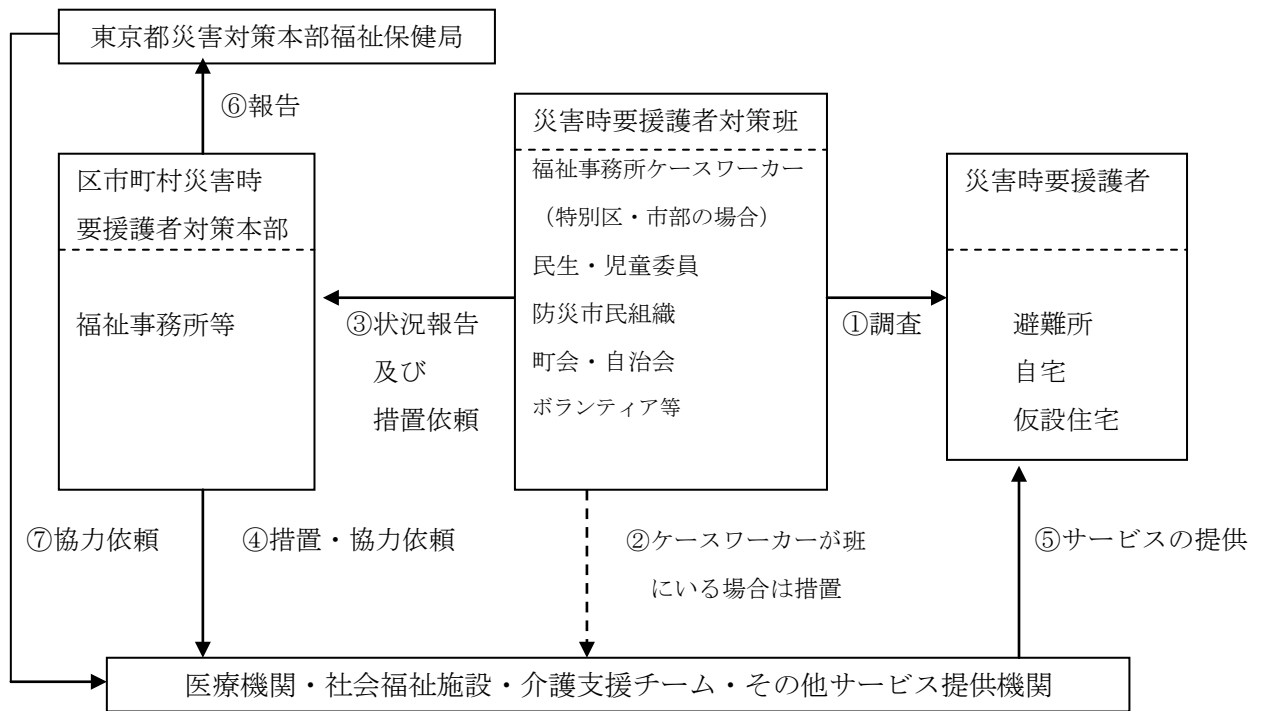 東京都災害対策本部福祉保健局
⑥報告
区市町村災害時
要援護者対策本部
福祉事務所等
災害時要援護者対策班
福祉事務所ケースワーカー
（特別区・市部の場合）
民生・児童委員
防災市民組織
町会・自治会
ボランティア等
災害時要援護者
避難所
自宅
仮設住宅
③状況報告
及び
措置依頼
①調査
⑦協力依頼
④措置・協力依頼
②ケースワーカーが班
にいる場合は措置
⑤サービスの提供
医療機関・社会福祉施設・介護支援チーム・その他サービス提供機関